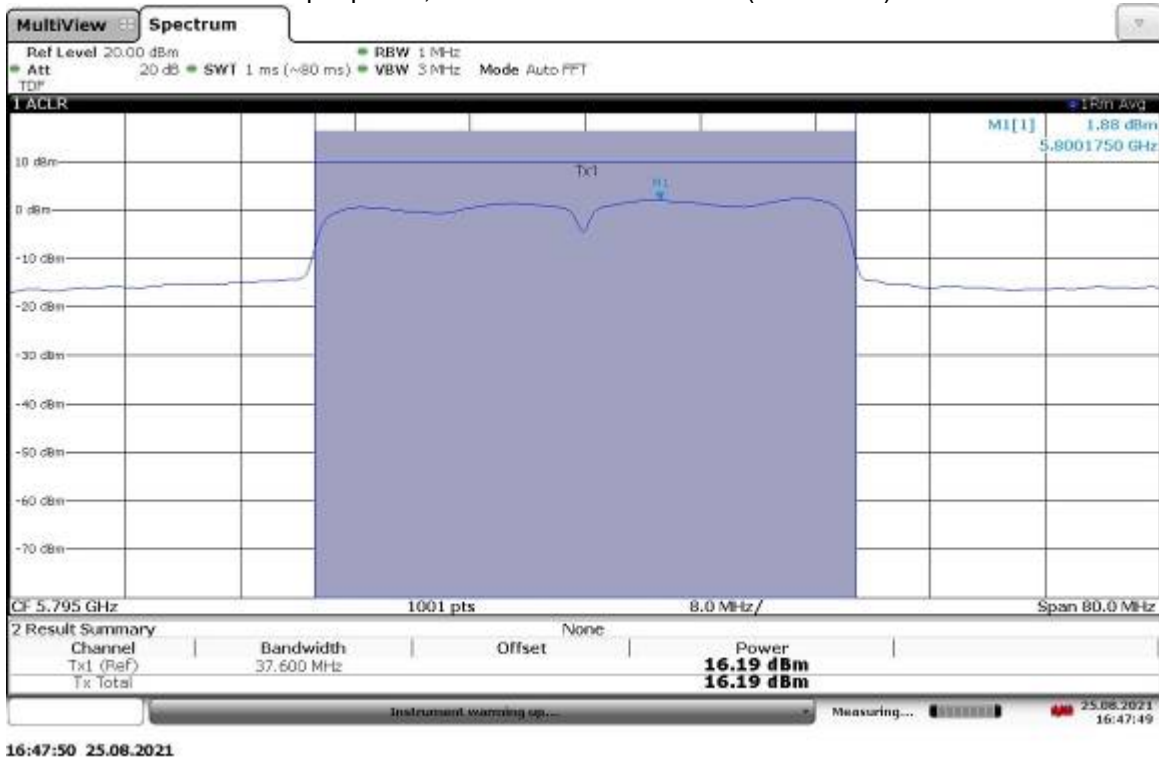 MultiView Spectrum
Ref Level 20.00 dBm RBW 1 MHz
Att 20 dB SWT 1 ms (~80 ms) VBW 3 MHz Mode Auto FFT
TDF
1 ACLR 1Rm Avg
M1[1] 1.88 dBm
5.8001750 GHz
10 dBm
Tx1
M1
0 dBm
-10 dBm
-20 dBm
-30 dBm
-40 dBm
-50 dBm
-60 dBm
-70 dBm
CF 5.795 GHz 1001 pts 8.0 MHz/ Span 80.0 MHz
2 Result Summary None
Channel Bandwidth Offset Power
Tx1 (Ref) 37.600 MHz 16.19 dBm
Tx Total 16.19 dBm
Instrument warming up... Measuring... 25.08.2021
16:47:49
16:47:50 25.08.2021